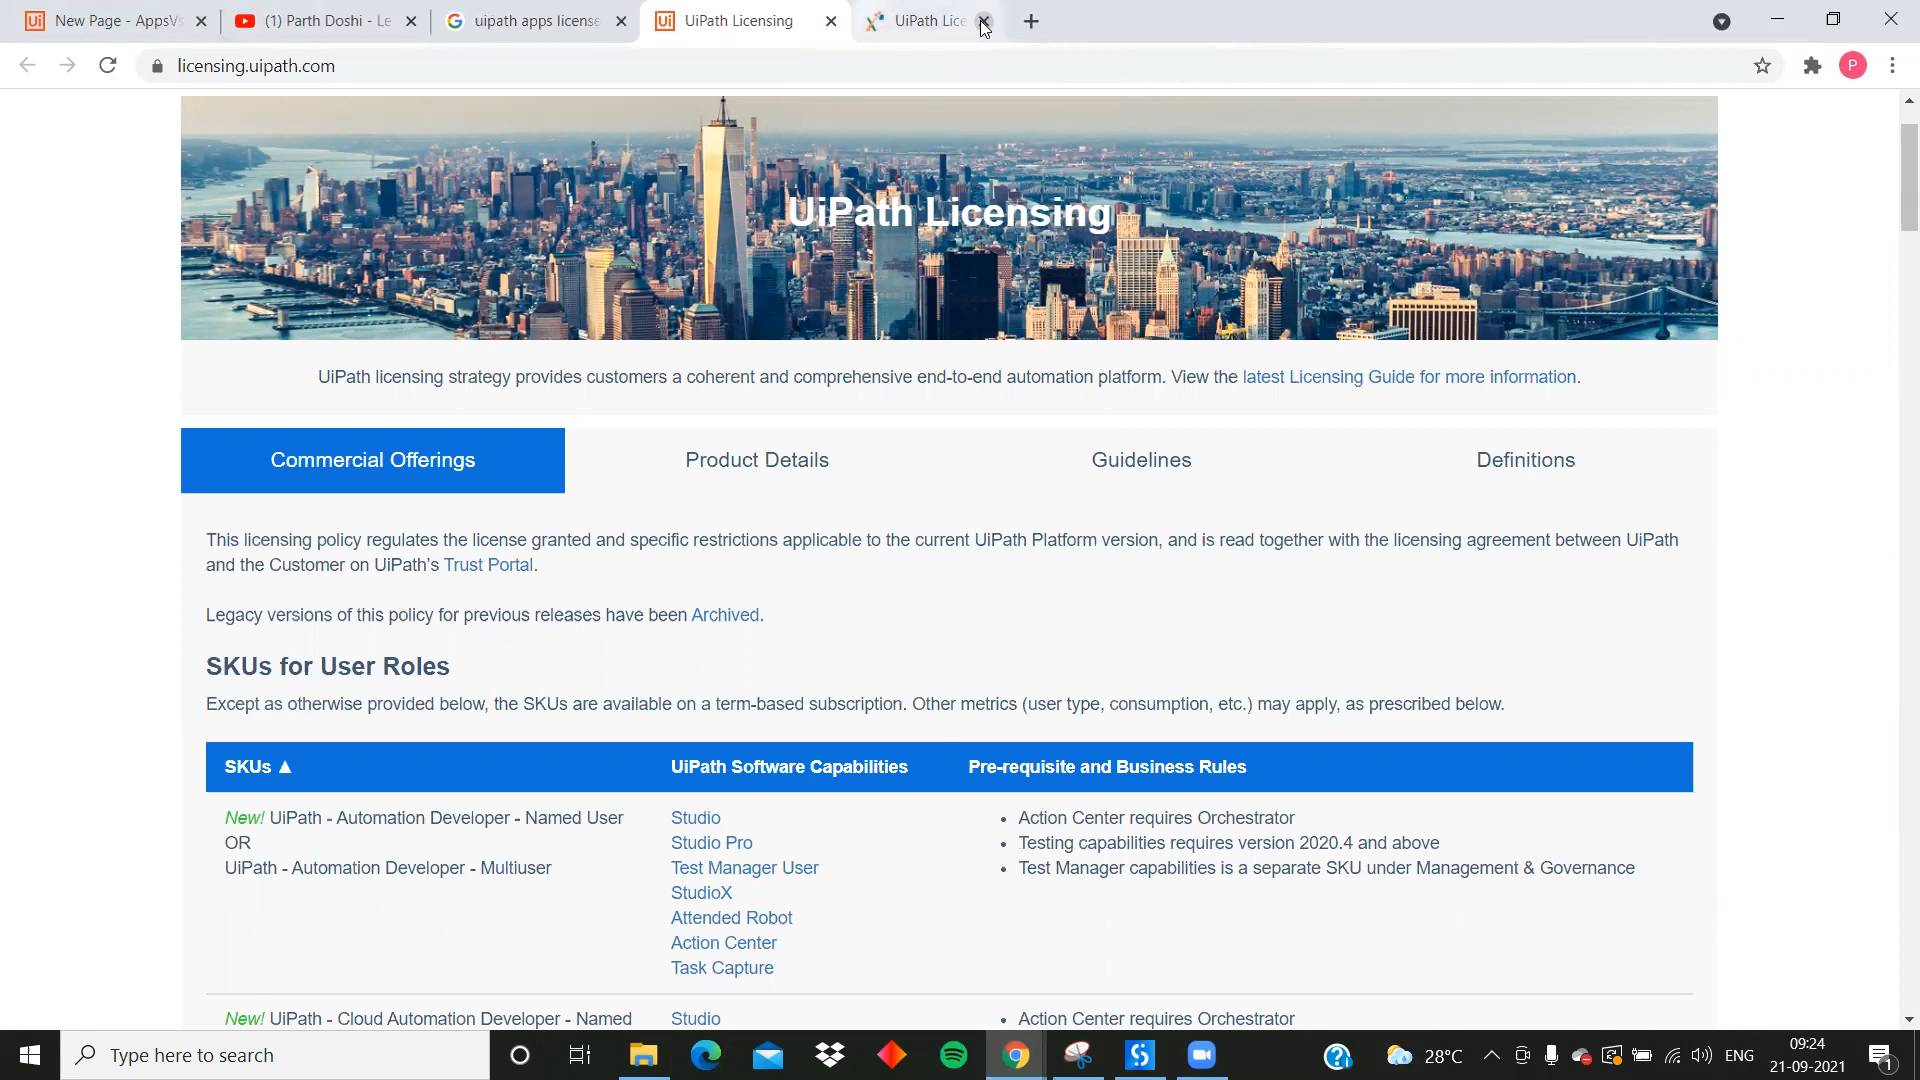 New Page - AppsVs
(1) Parth Doshi - Le
uipath apps license
UiPath Licensing
UiPath Lice
licensing.uipath.com
P
UiPath Licensing
UiPath licensing strategy provides customers a coherent and comprehensive end-to-end automation platform. View the latest Licensing Guide for more information.
Commercial Offerings
Product Details
Guidelines
Definitions
This licensing policy regulates the license granted and specific restrictions applicable to the current UiPath Platform version, and is read together with the licensing agreement between UiPath
and the Customer on UiPath's Trust Portal.
Legacy versions of this policy for previous releases have been Archived.
SKUs for User Roles
Except as otherwise provided below, the SKUs are available on a term-based subscription. Other metrics (user type, consumption, etc.) may apply, as prescribed below.
SKUs ▲
UiPath Software Capabilities
Pre-requisite and Business Rules
New! UiPath - Automation Developer - Named User
OR
UiPath - Automation Developer - Multiuser
Studio
Studio Pro
Test Manager User
StudioX
Attended Robot
Action Center
Task Capture
• Action Center requires Orchestrator
• Testing capabilities requires version 2020.4 and above
• Test Manager capabilities is a separate SKU under Management & Governance
New! UiPath - Cloud Automation Developer - Named
Studio
• Action Center requires Orchestrator
Type here to search
28°C
ENG
09:24
21-09-2021
1